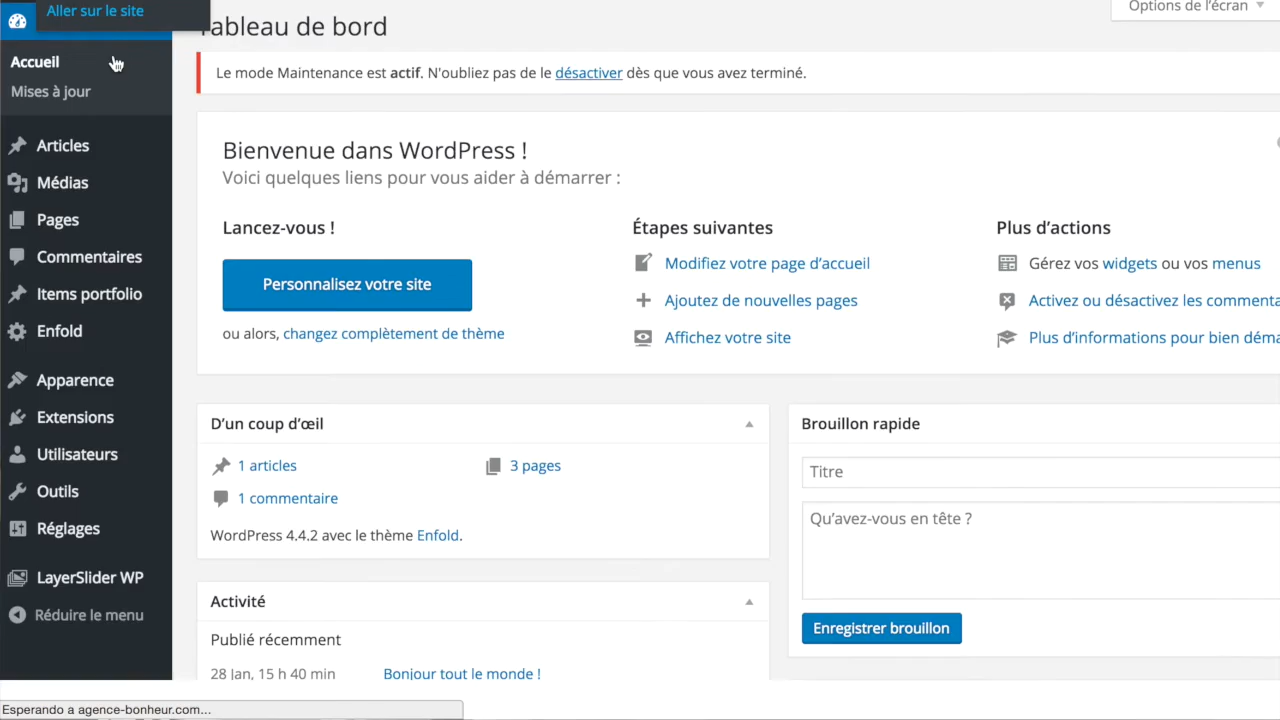 Aller sur le site
Options de l'écran
Tableau de bord
Accueil
Mises à jour
Le mode Maintenance est actif. N'oubliez pas de le désactiver dès que vous avez terminé.
Articles
Médias
Pages
Commentaires
Items portfolio
Enfold
Apparence
Extensions
Utilisateurs
Outils
Réglages
LayerSlider WP
Réduire le menu
Bienvenue dans WordPress !
Voici quelques liens pour vous aider à démarrer :
Lancez-vous !
Personnalisez votre site
ou alors, changez complètement de thème
Étapes suivantes
Modifiez votre page d'accueil
Ajoutez de nouvelles pages
Affichez votre site
Plus d'actions
Gérez vos widgets ou vos menus
Activez ou désactivez les commenta
Plus d'informations pour bien déma
D'un coup d'œil
1 articles
3 pages
1 commentaire
WordPress 4.4.2 avec le thème Enfold.
Activité
Publié récemment
28 Jan, 15 h 40 min
Bonjour tout le monde !
Brouillon rapide
Titre
Qu'avez-vous en tête ?
Enregistrer brouillon
Esperando a agence-bonheur.com...